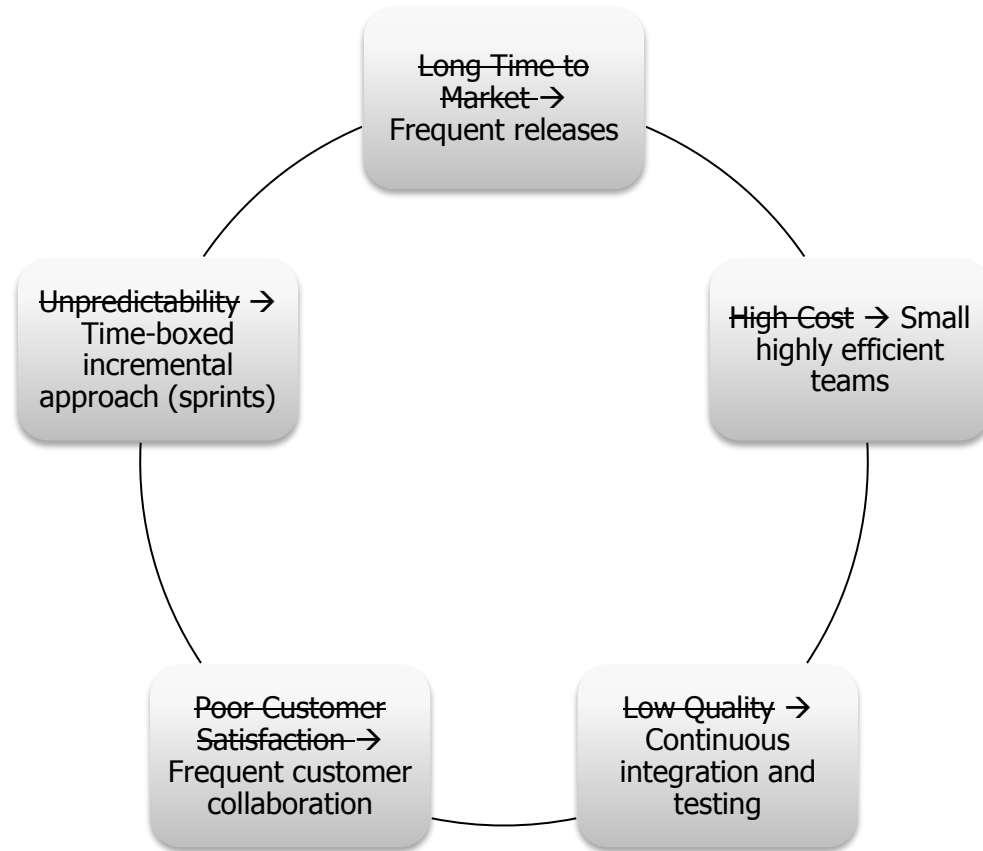 Long Time to
Market →
Frequent releases
High Cost → Small
highly efficient
teams
Low Quality →
Continuous
integration and
testing
Poor Customer
Satisfaction →
Frequent customer
collaboration
Unpredictability →
Time-boxed
incremental
approach (sprints)